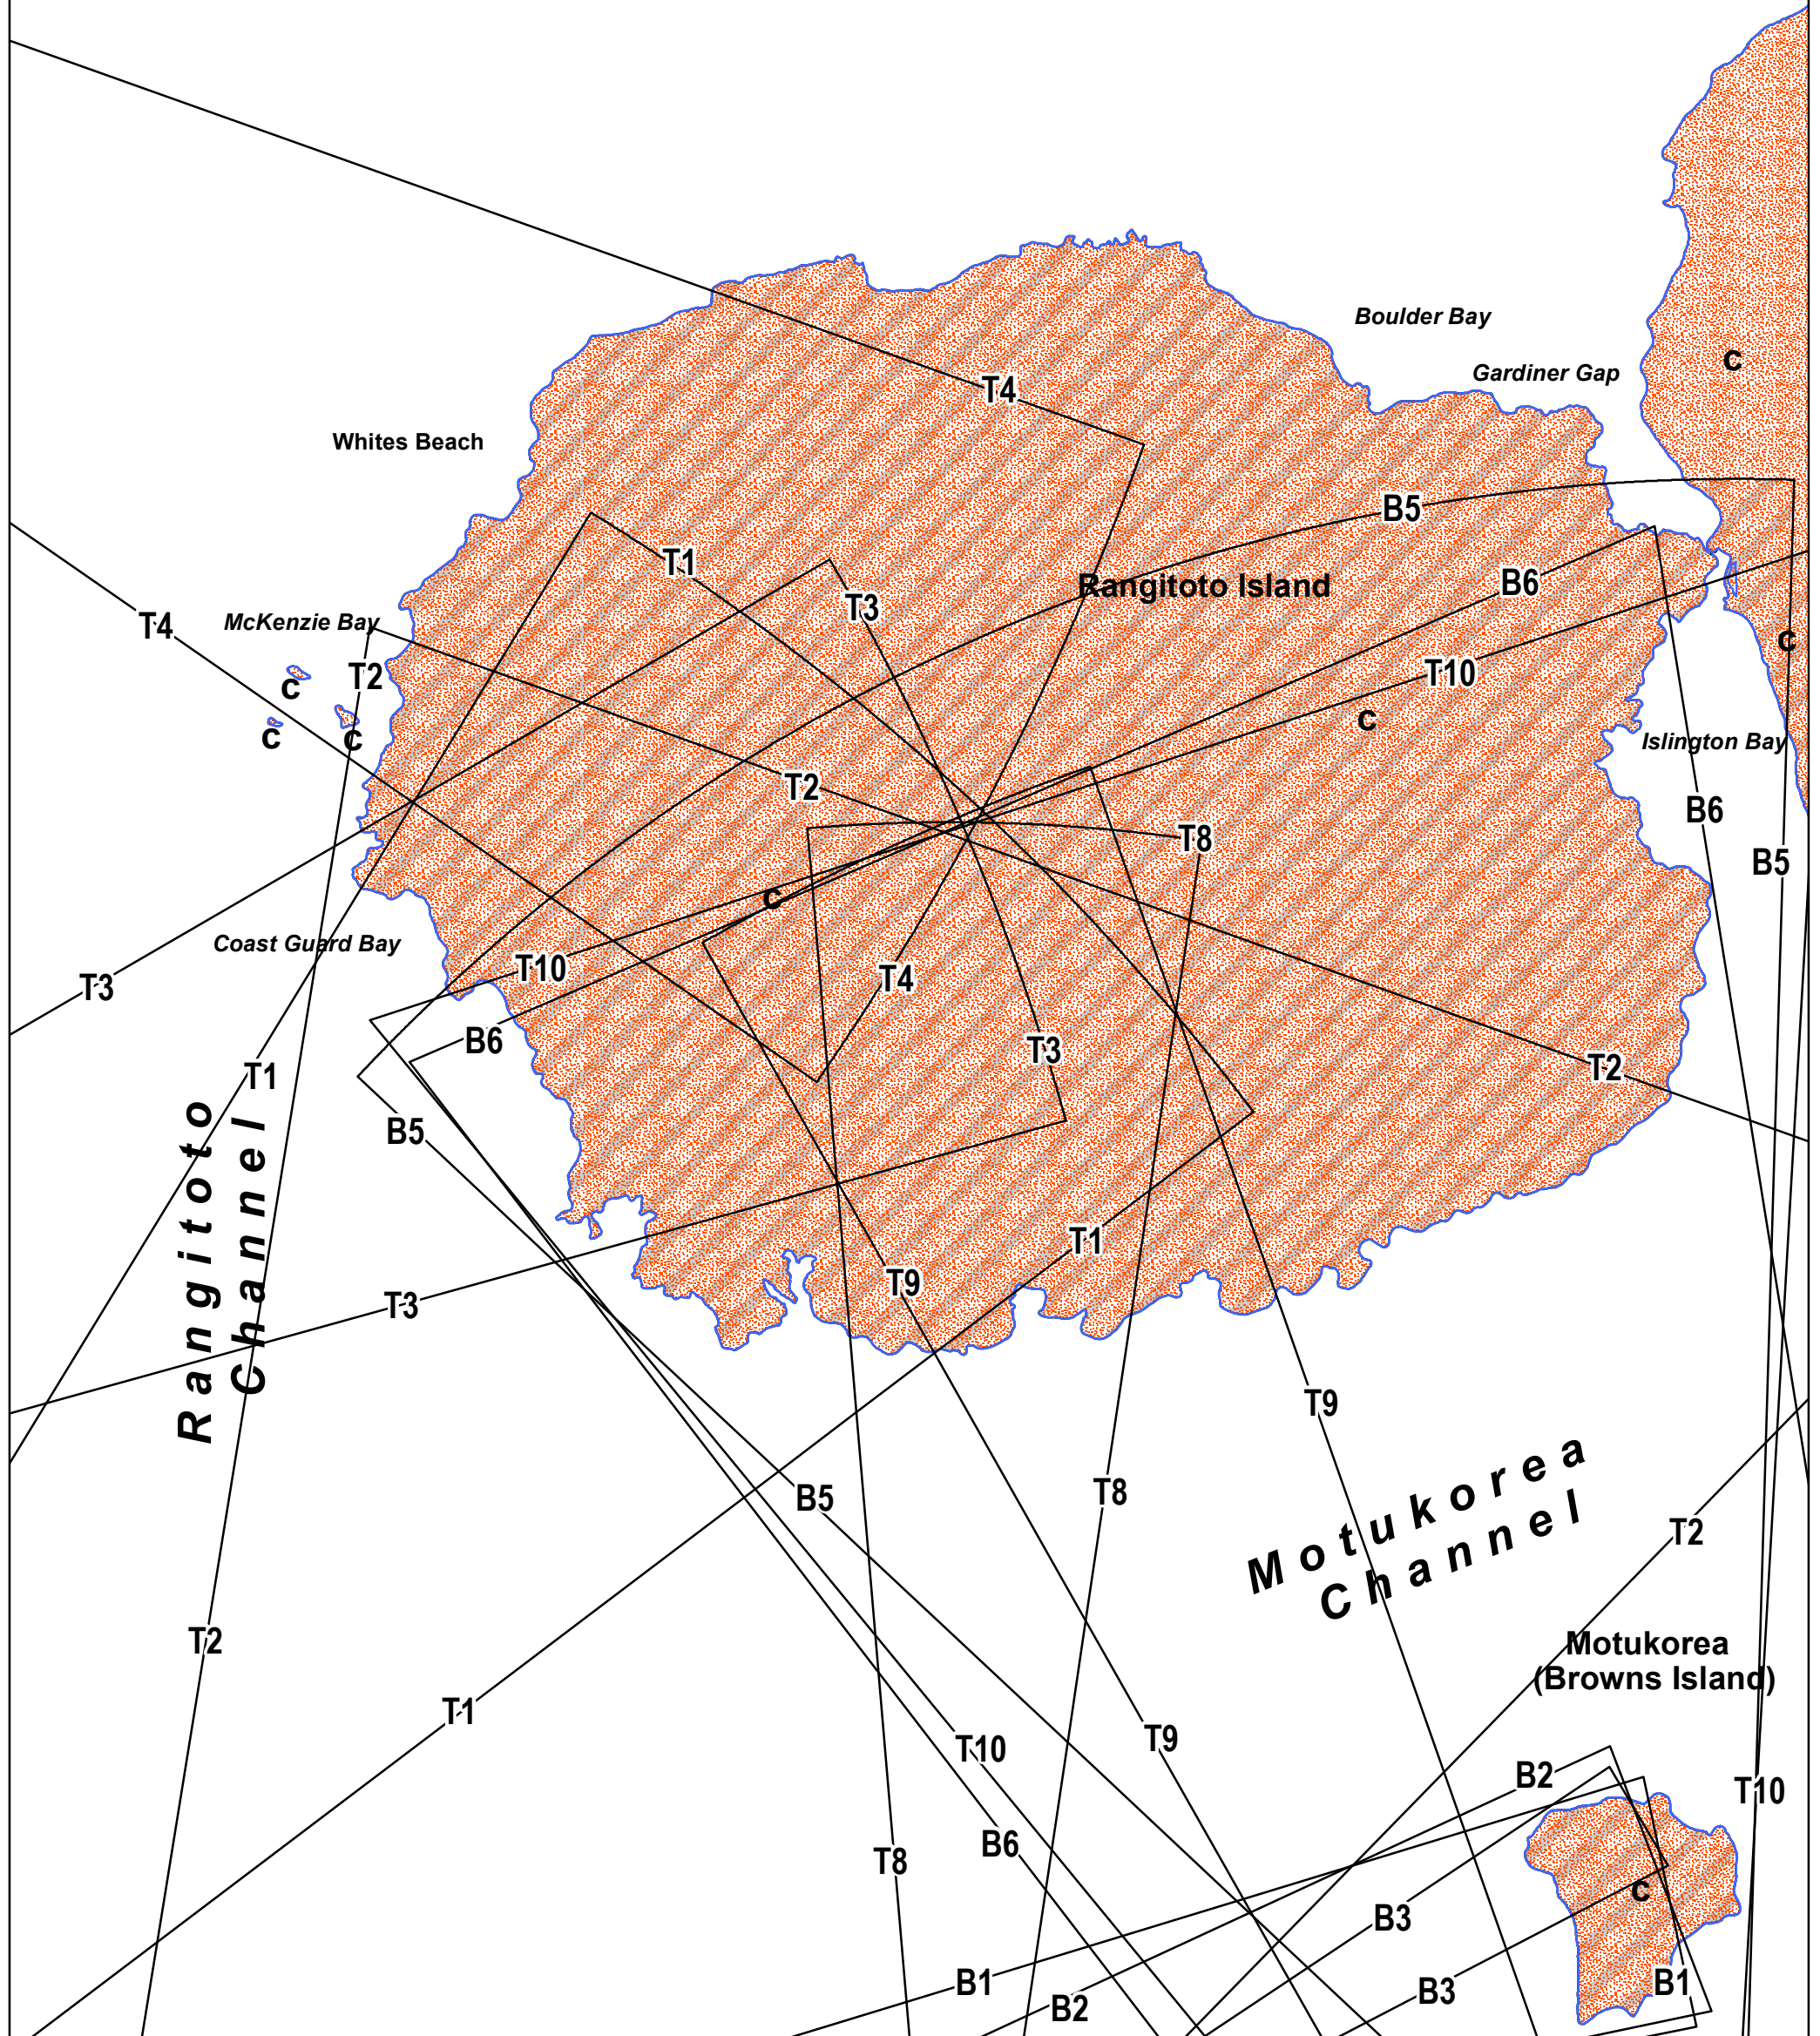 Boulder Bay
c
Gardiner Gap
T4
Whites Beach
B5
T1
B6
Rangitoto Island
T3
T4
McKenzie Bay
c
T2
T10
c
c
c
c
Islington Bay
T2
B6
T8
B5
c
Coast Guard Bay
T10
T4
T3
B6
T3
T2
T1
B5
Rangitoto
Channel
T1
T9
T3
T9
T8
B5
Motukorea
Channel
T2
T2
Motukorea
(Browns Island)
T1
T9
T10
B2
T10
B6
T8
c
B3
B1
B3
B1
B2